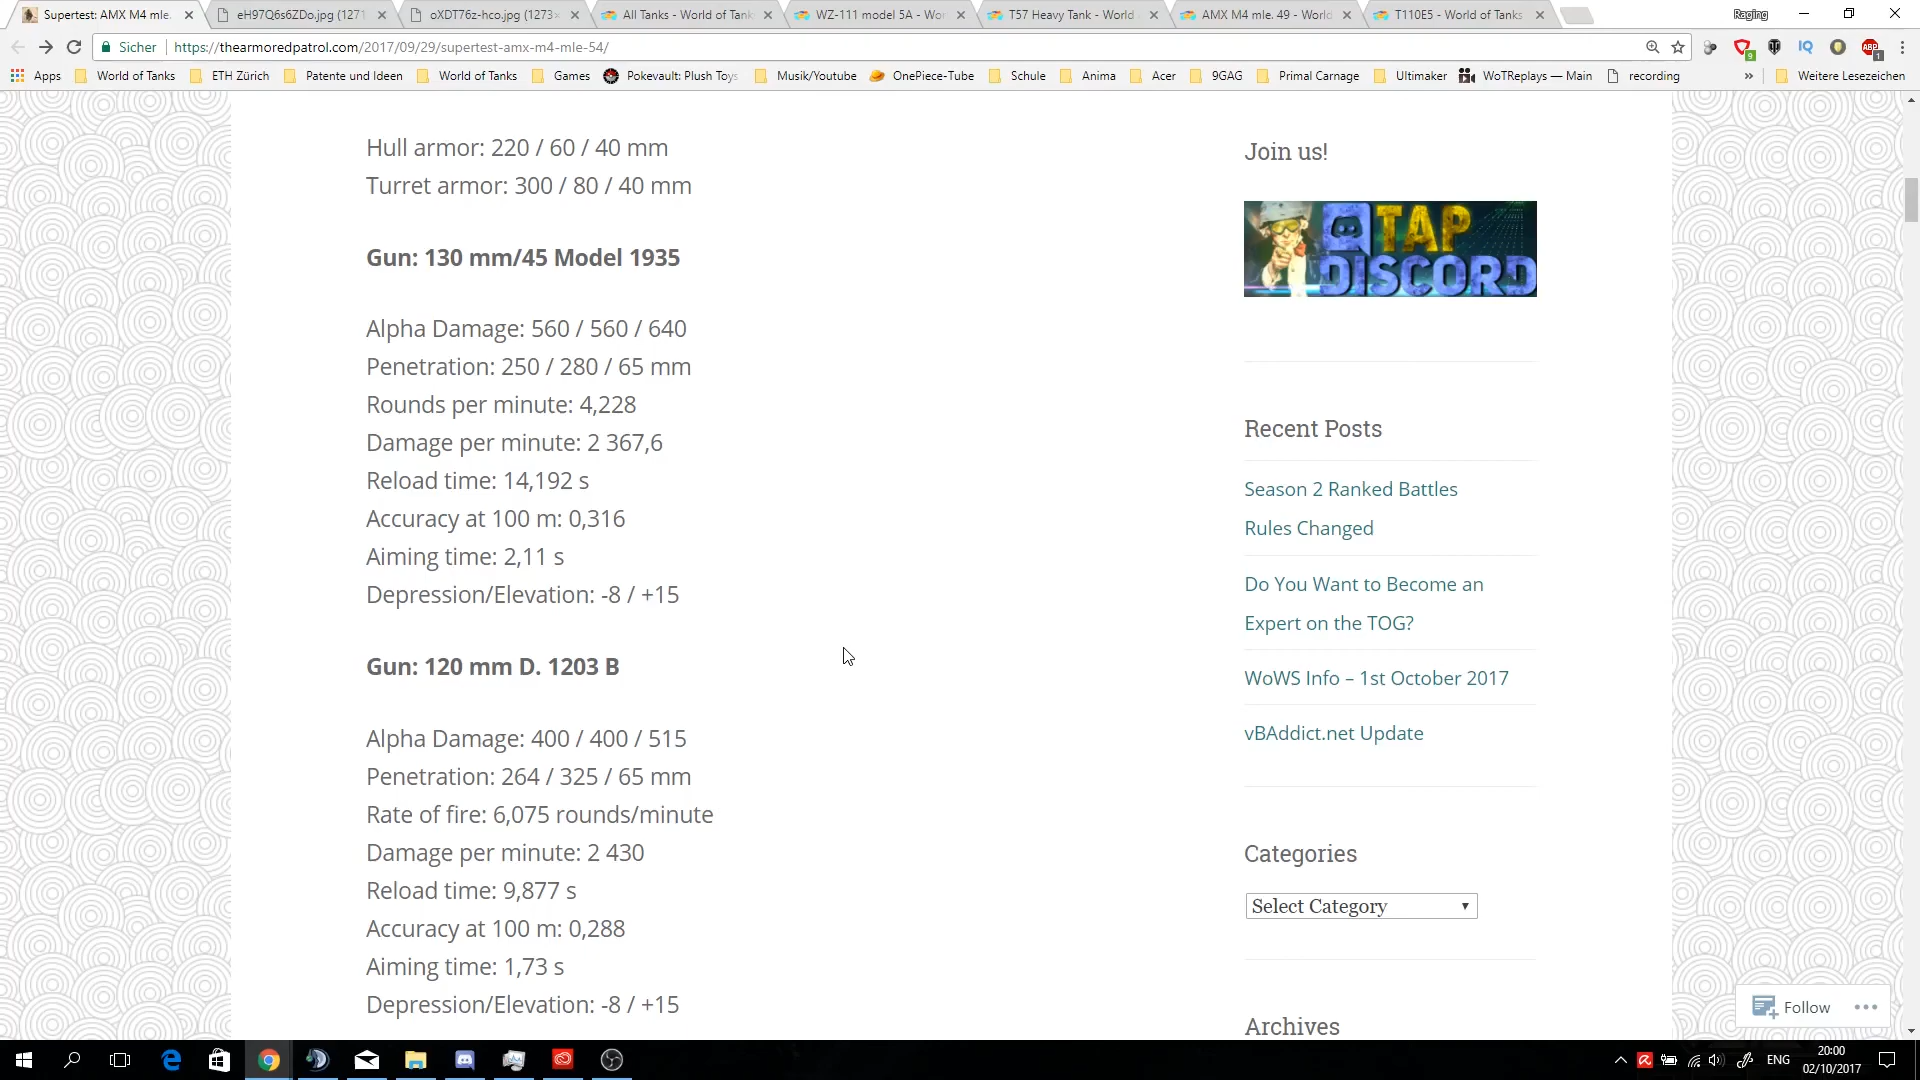 Supertest: AMX M4 mle.
eH97Q6s6ZDo.jpg (1271
oXDT76z-hco.jpg (1273×
All Tanks - World of Tank
WZ-111 model 5A - Wor
T57 Heavy Tank - World
AMX M4 mle. 49 - World
T110E5 - World of Tanks
Raging
Sicher
https://thearmoredpatrol.com/2017/09/29/supertest-amx-m4-mle-54/
Apps
World of Tanks
ETH Zürich
Patente und Ideen
World of Tanks
Games
Pokevault: Plush Toys
Musik/Youtube
OnePiece-Tube
Schule
Anima
Acer
9GAG
Primal Carnage
Ultimaker
WoTReplays — Main
recording
»
Weitere Lesezeichen
Hull armor: 220 / 60 / 40 mm
Turret armor: 300 / 80 / 40 mm
Gun: 130 mm/45 Model 1935
Alpha Damage: 560 / 560 / 640
Penetration: 250 / 280 / 65 mm
Rounds per minute: 4,228
Damage per minute: 2 367,6
Reload time: 14,192 s
Accuracy at 100 m: 0,316
Aiming time: 2,11 s
Depression/Elevation: -8 / +15
Gun: 120 mm D. 1203 B
Alpha Damage: 400 / 400 / 515
Penetration: 264 / 325 / 65 mm
Rate of fire: 6,075 rounds/minute
Damage per minute: 2 430
Reload time: 9,877 s
Accuracy at 100 m: 0,288
Aiming time: 1,73 s
Depression/Elevation: -8 / +15
Join us!
TAP
DISCORD
Recent Posts
Season 2 Ranked Battles
Rules Changed
Do You Want to Become an
Expert on the TOG?
WoWS Info – 1st October 2017
vBAddict.net Update
Categories
Select Category
Archives
Follow
ENG
20:00
02/10/2017